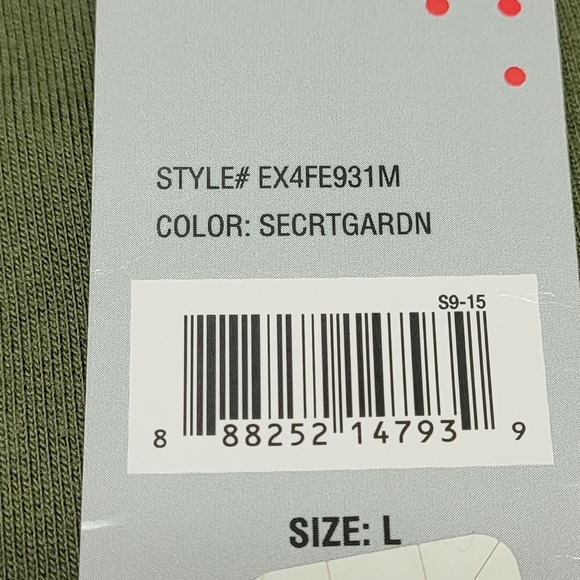 STYLE# EX4FE931M
COLOR: SECRTGARDN
S9-15
8 88252 14793 9
SIZE: L